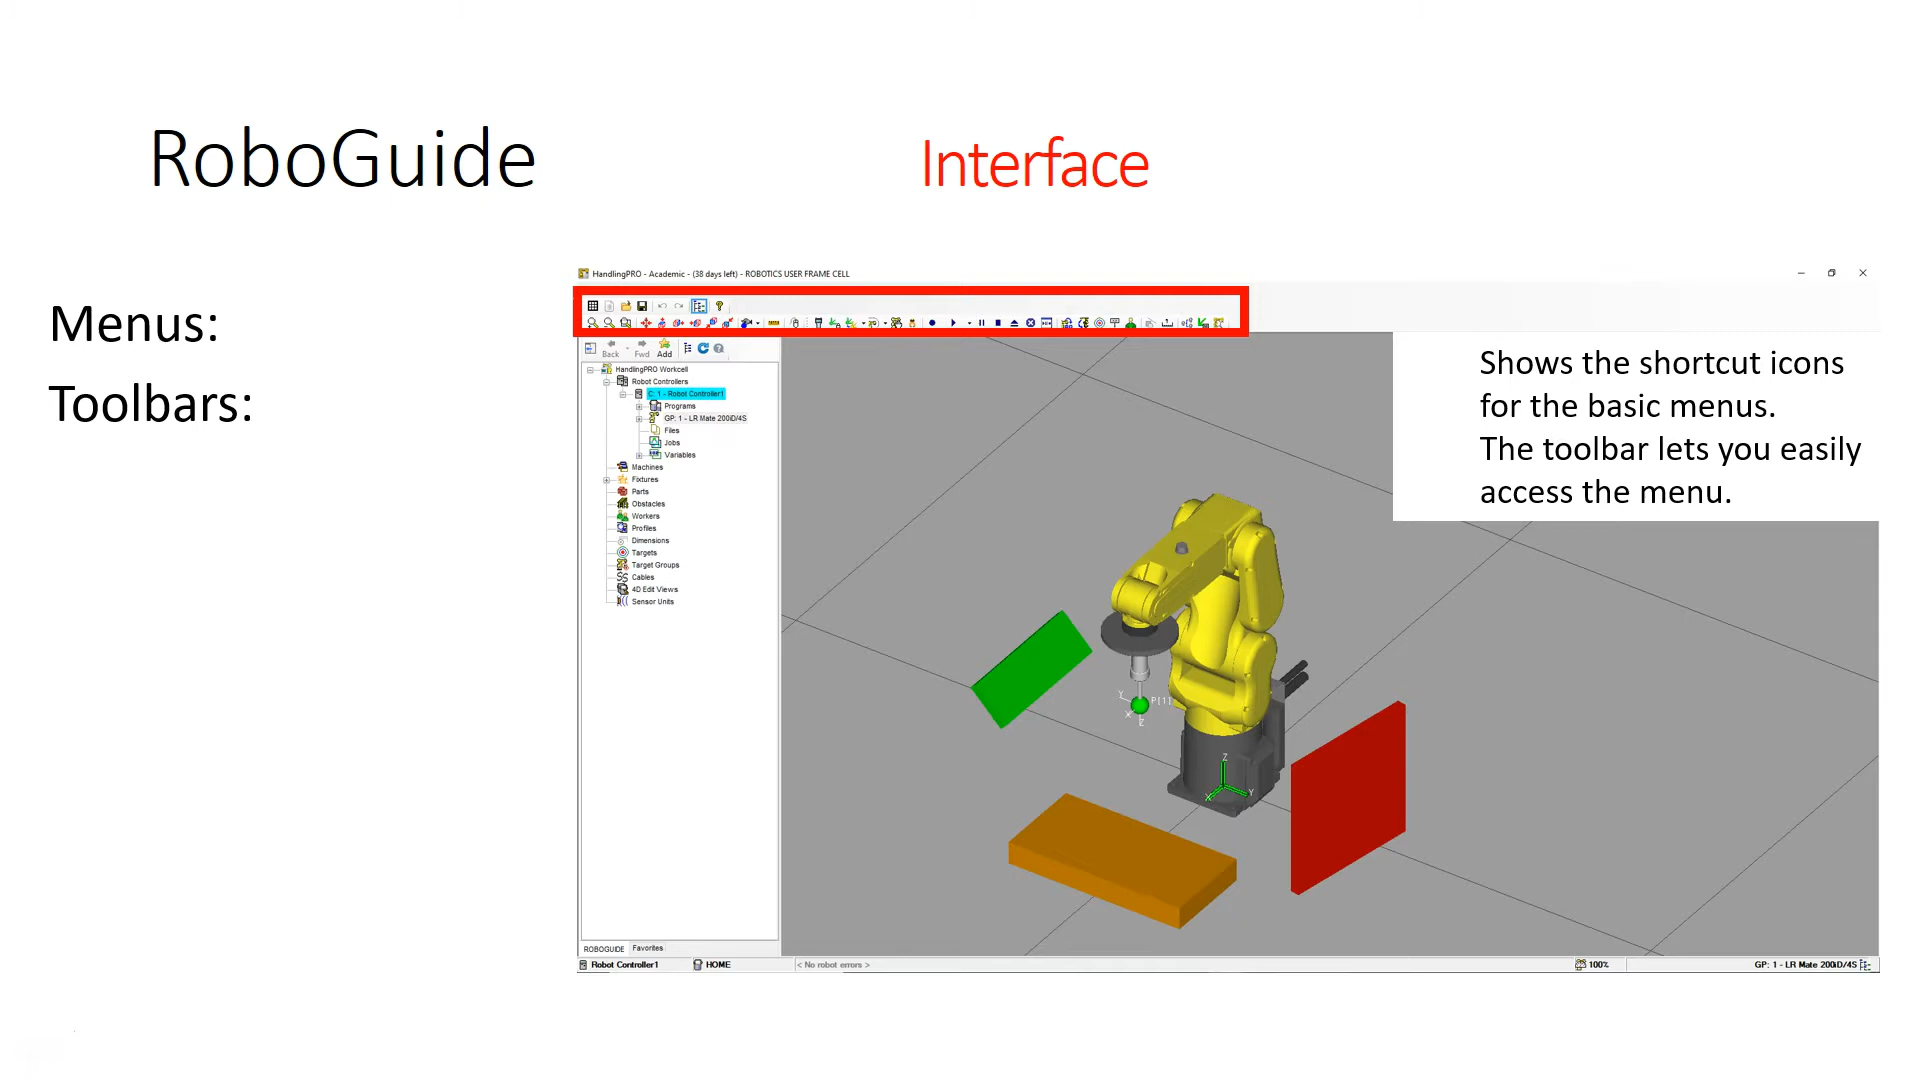 RoboGuide
Interface
Menus:
Toolbars:
HandlingPRO - Academic - (38 days left) - ROBOTICS USER FRAME CELL
Back
Fwd
Add
HandlingPRO Workcell
Robot Controllers
C: 1 - Robot Controller1
Programs
GP: 1 - LR Mate 200iD/4S
Files
Jobs
Variables
Machines
Fixtures
Parts
Obstacles
Workers
Profiles
Dimensions
Targets
Target Groups
Cables
4D Edit Views
Sensor Units
Shows the shortcut icons
for the basic menus.
The toolbar lets you easily
access the menu.
Y
P[1]
X
Z
Z
X
Y
ROBOGUIDE
Favorites
Robot Controller1
HOME
< No robot errors >
100%
GP: 1 - LR Mate 200iD/4S